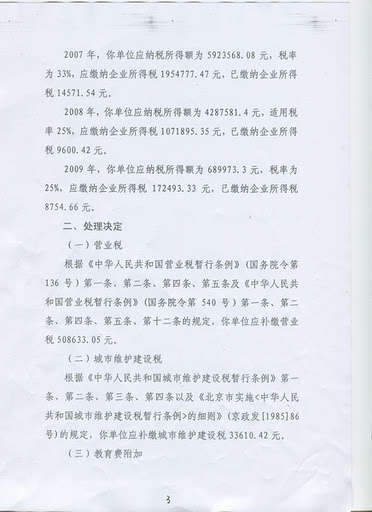 2007 年，你单位应纳税所得额为 5923568.08 元，税率
为 33%，应缴纳企业所得税 1954777.47 元，已缴纳企业所得
税 14571.54 元。
2008 年，你单位应纳税所得额为 4287581.4 元，适用税
率 25%，应缴纳企业所得税 1071895.35 元，已缴纳企业所得
税 9600.42 元。
2009 年，你单位应纳税所得额为 689973.3 元，税率为
25%，应缴纳企业所得税 172493.33 元，已缴纳企业所得税
8754.66 元。
二、处理决定
（一）营业税
根据《中华人民共和国营业税暂行条例》(国务院令第
136 号）第一条、第二条、第四条、第五条及《中华人民共
和国营业税暂行条例》(国务院令第 540 号）第一条、第二
条、第四条、第五条、第十二条的规定，你单位应补缴营业
税 508633.05 元。
（二）城市维护建设税
根据《中华人民共和国城市维护建设税暂行条例》第一
条、第二条、第三条、第四条以及《北京市实施<中华人民共
和国城市维护建设税暂行条例>的细则》(京政发[1985]86
号)的规定，你单位应补缴城市维护建设税 33610.42 元。
（三）教育费附加
3